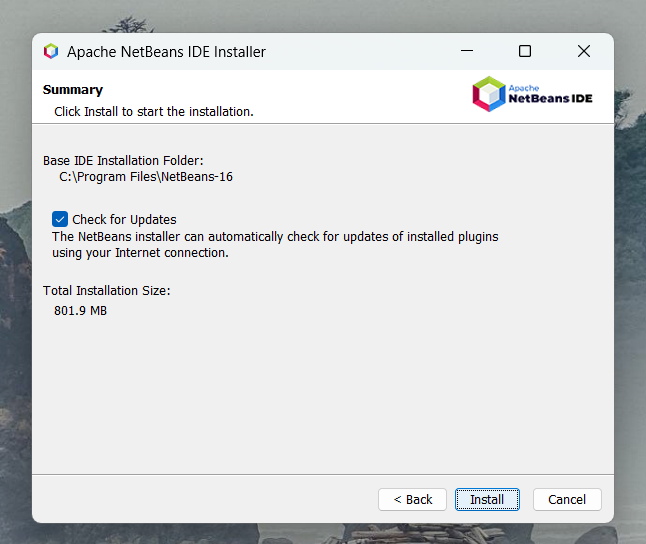 Apache NetBeans IDE Installer
Summary
Click Install to start the installation.
Apache
NetBeans IDE
Base IDE Installation Folder:
C:\Program Files\NetBeans-16
Check for Updates
The NetBeans installer can automatically check for updates of installed plugins
using your Internet connection.
Total Installation Size:
801.9 MB
< Back
Install
Cancel